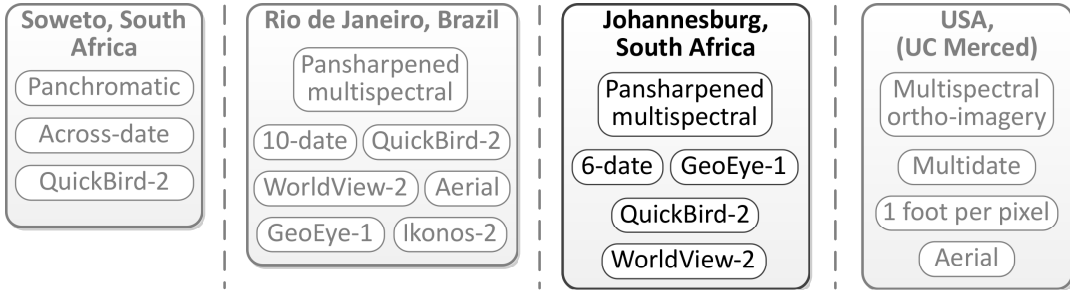 Soweto, South
Africa
Panchromatic
Across-date
QuickBird-2
Rio de Janeiro, Brazil
Pansharpened
multispectral
10-date QuickBird-2
WorldView-2 Aerial
GeoEye-1 Ikonos-2
Johannesburg,
South Africa
Pansharpened
multispectral
6-date GeoEye-1
QuickBird-2
WorldView-2
USA,
(UC Merced)
Multispectral
ortho-imagery
Multidate
1 foot per pixel
Aerial